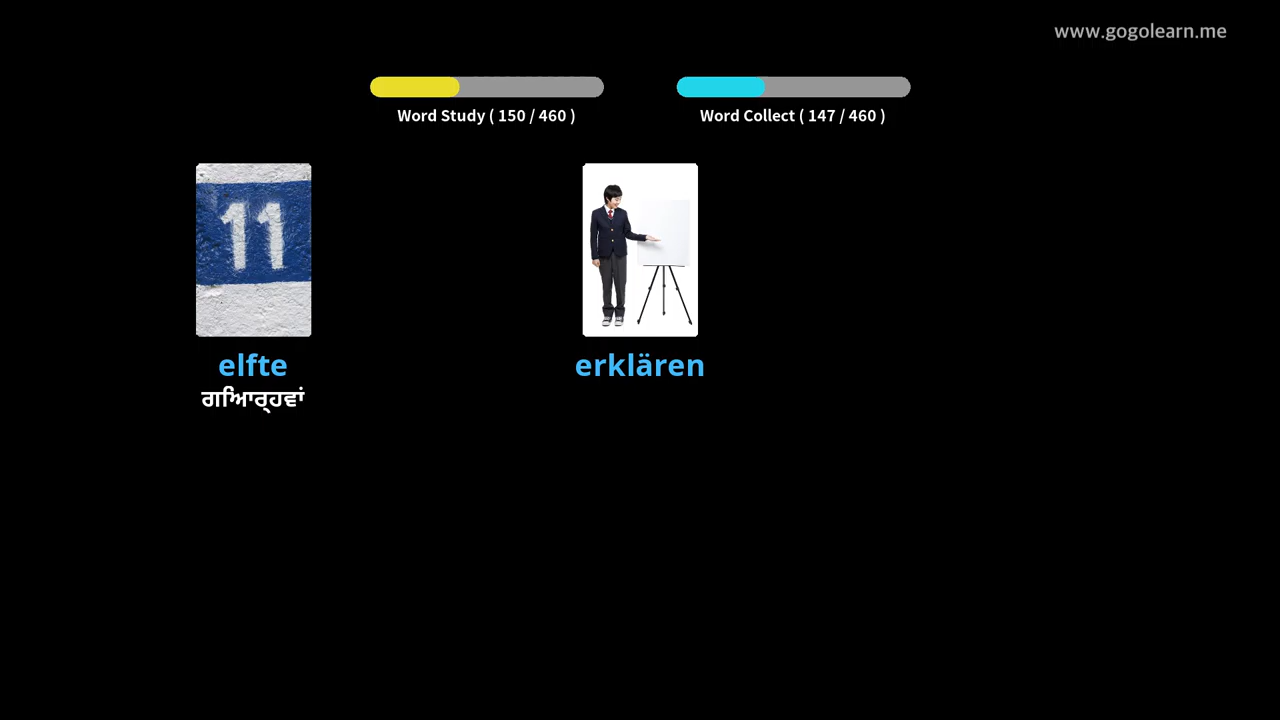 www.gogolearn.me
Word Study ( 150 / 460 )
Word Collect ( 147 / 460 )
11
elfte
ਗਿਆਰ੍ਹਵਾਂ
erklären